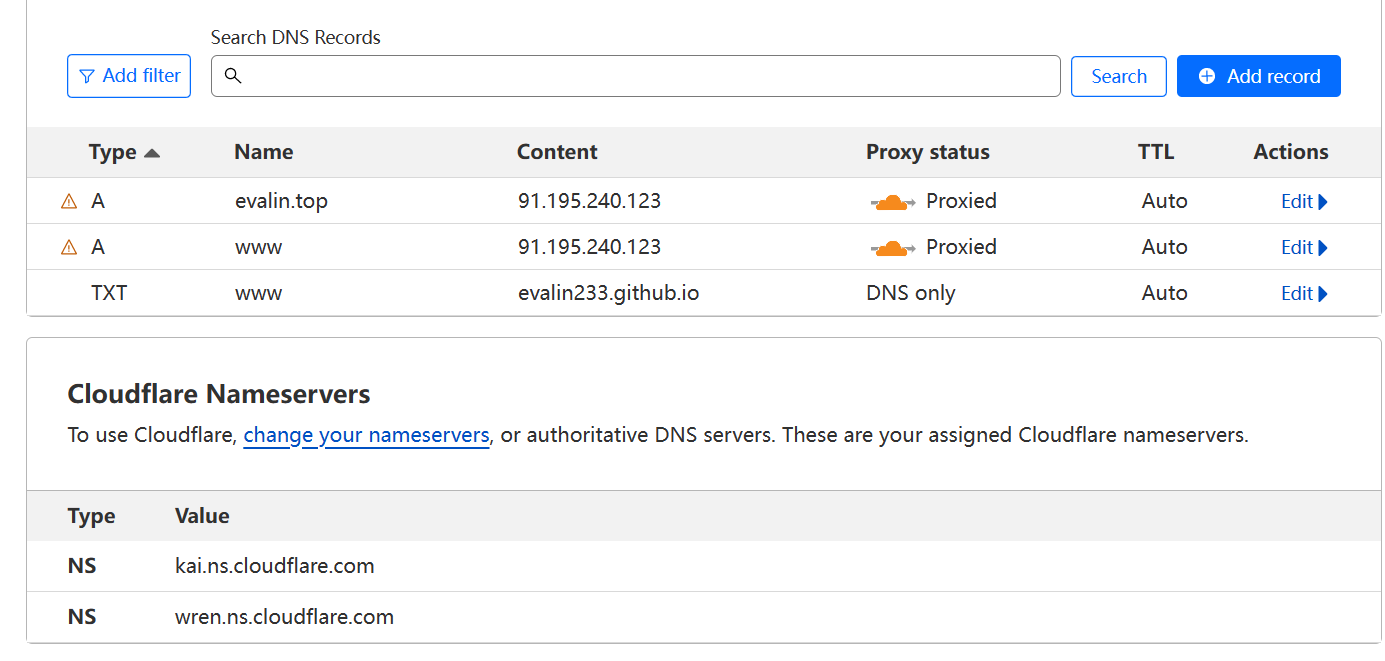 Search DNS Records
Add filter
Search
Add record
Type Name Content Proxy status TTL Actions
A evalin.top 91.195.240.123 Proxied Auto Edit
A www 91.195.240.123 Proxied Auto Edit
TXT www evalin233.github.io DNS only Auto Edit
Cloudflare Nameservers
To use Cloudflare, change your nameservers, or authoritative DNS servers. These are your assigned Cloudflare nameservers.
Type Value
NS kai.ns.cloudflare.com
NS wren.ns.cloudflare.com